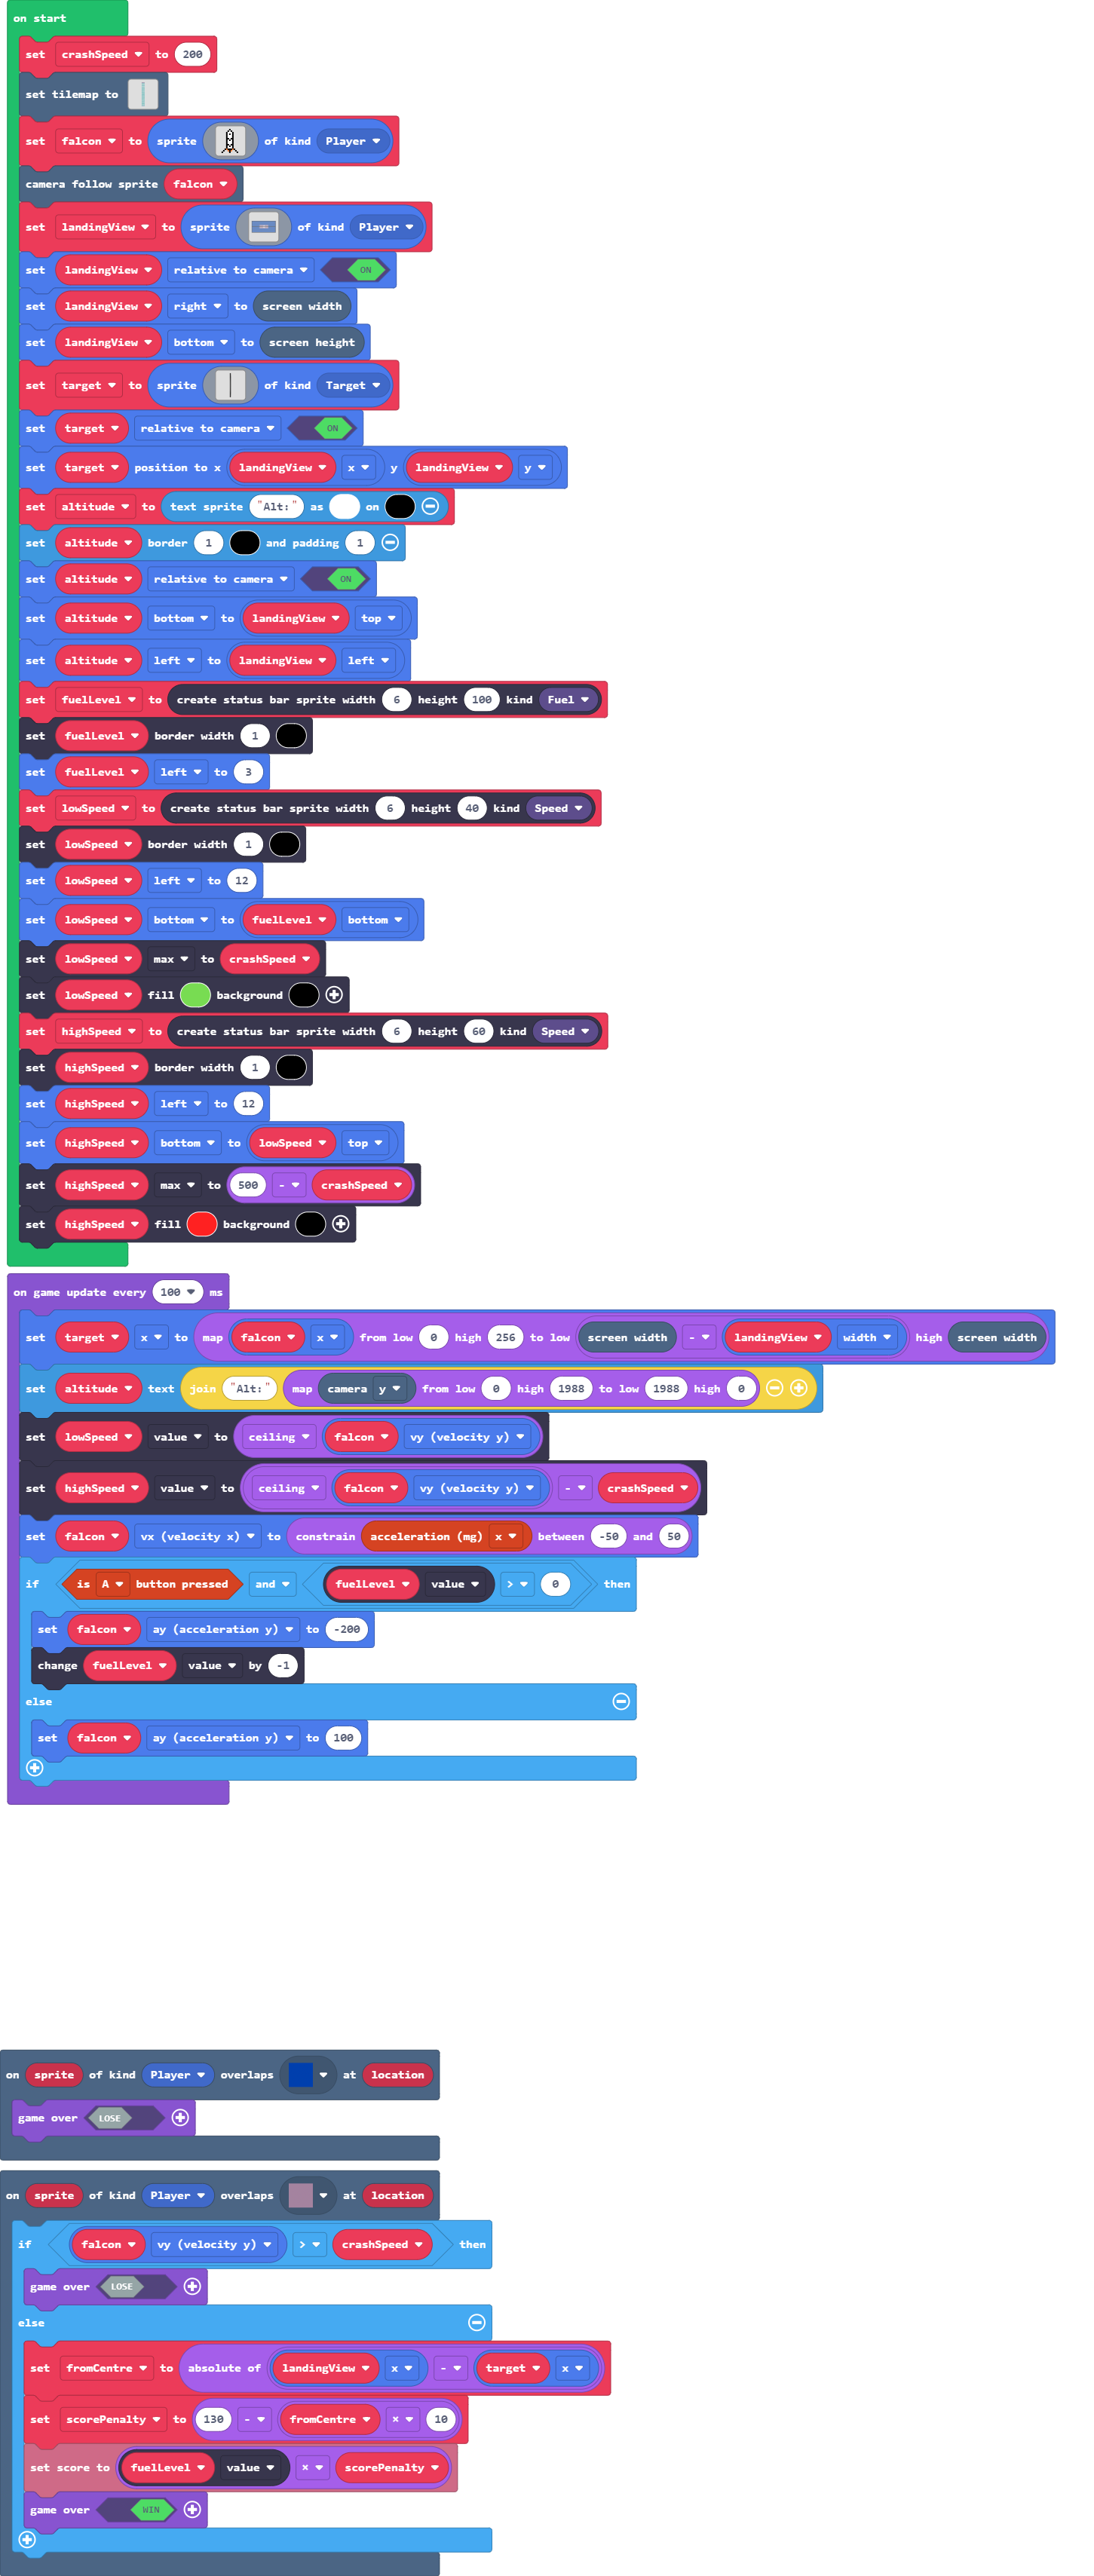 on start
set crashSpeed to 200
set tilemap to
set falcon to sprite of kind Player
camera follow sprite falcon
set landingView to sprite of kind Player
set landingView relative to camera ON
set landingView right to screen width
set landingView bottom to screen height
set target to sprite of kind Target
set target relative to camera ON
set target position to x landingView x y landingView y
set altitude to text sprite "Alt:" as on
set altitude border 1 and padding 1
set altitude relative to camera ON
set altitude bottom to landingView top
set altitude left to landingView left
set fuelLevel to create status bar sprite width 6 height 100 kind Fuel
set fuelLevel border width 1
set fuelLevel left to 3
set lowSpeed to create status bar sprite width 6 height 40 kind Speed
set lowSpeed border width 1
set lowSpeed left to 12
set lowSpeed bottom to fuelLevel bottom
set lowSpeed max to crashSpeed
set lowSpeed fill background
set highSpeed to create status bar sprite width 6 height 60 kind Speed
set highSpeed border width 1
set highSpeed left to 12
set highSpeed bottom to lowSpeed top
set highSpeed max to 500 - crashSpeed
set highSpeed fill background
on game update every 100 ms
set target x to map falcon x from low 0 high 256 to low screen width - landingView width high screen width
set altitude text join "Alt:" map camera y from low 0 high 1988 to low 1988 high 0
set lowSpeed value to ceiling falcon vy (velocity y)
set highSpeed value to ceiling falcon vy (velocity y) - crashSpeed
set falcon vx (velocity x) to constrain acceleration (mg) x between -50 and 50
if is A button pressed and fuelLevel value > 0 then
set falcon ay (acceleration y) to -200
change fuelLevel value by -1
else
set falcon ay (acceleration y) to 100
on sprite of kind Player overlaps at location
game over LOSE
on sprite of kind Player overlaps at location
if falcon vy (velocity y) > crashSpeed then
game over LOSE
else
set fromCentre to absolute of landingView x - target x
set scorePenalty to 130 - fromCentre × 10
set score to fuelLevel value × scorePenalty
game over WIN